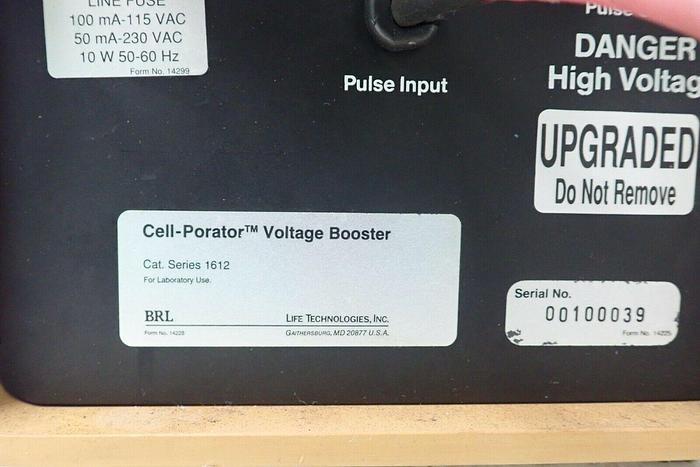 LINE FUSE
100 mA-115 VAC
50 mA-230 VAC
10 W 50-60 Hz
Form No. 14299
Pulse Input
Pulse
DANGER
High Voltag
UPGRADED
Do Not Remove
Cell-Porator™ Voltage Booster
Cat. Series 1612
For Laboratory Use.
BRL
LIFE TECHNOLOGIES, INC.
Form No. 14228
GAITHERSBURG, MD 20877 U.S.A.
Serial No.
00100039
Form No. 14225